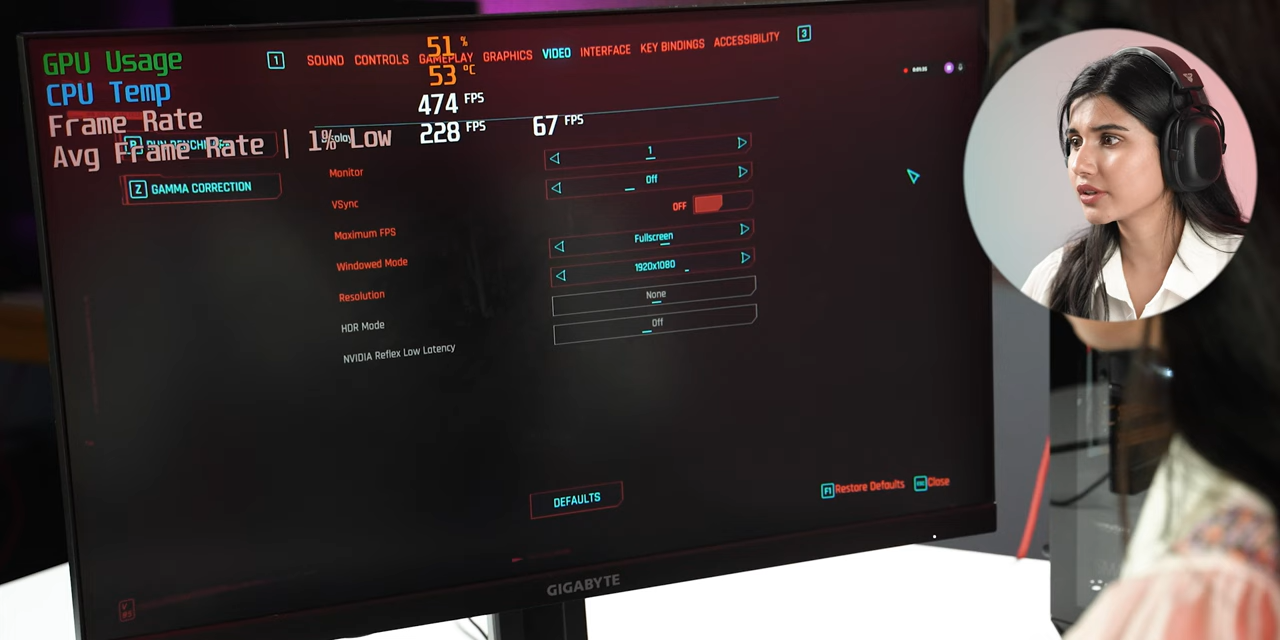 GPU Usage 51 %
CPU Temp 53 °C
Frame Rate 474 FPS
Avg Frame Rate | 1% Low 228 FPS 67 FPS
1 SOUND CONTROLS GAMEPLAY GRAPHICS VIDEO INTERFACE KEY BINDINGS ACCESSIBILITY 3
Z GAMMA CORRECTION
Monitor 1
VSync Off
Maximum FPS OFF
Windowed Mode Fullscreen
Resolution 1920x1080
HDR Mode None
NVIDIA Reflex Low Latency Off
DEFAULTS
F1 Restore Defaults ESC Close
GIGABYTE